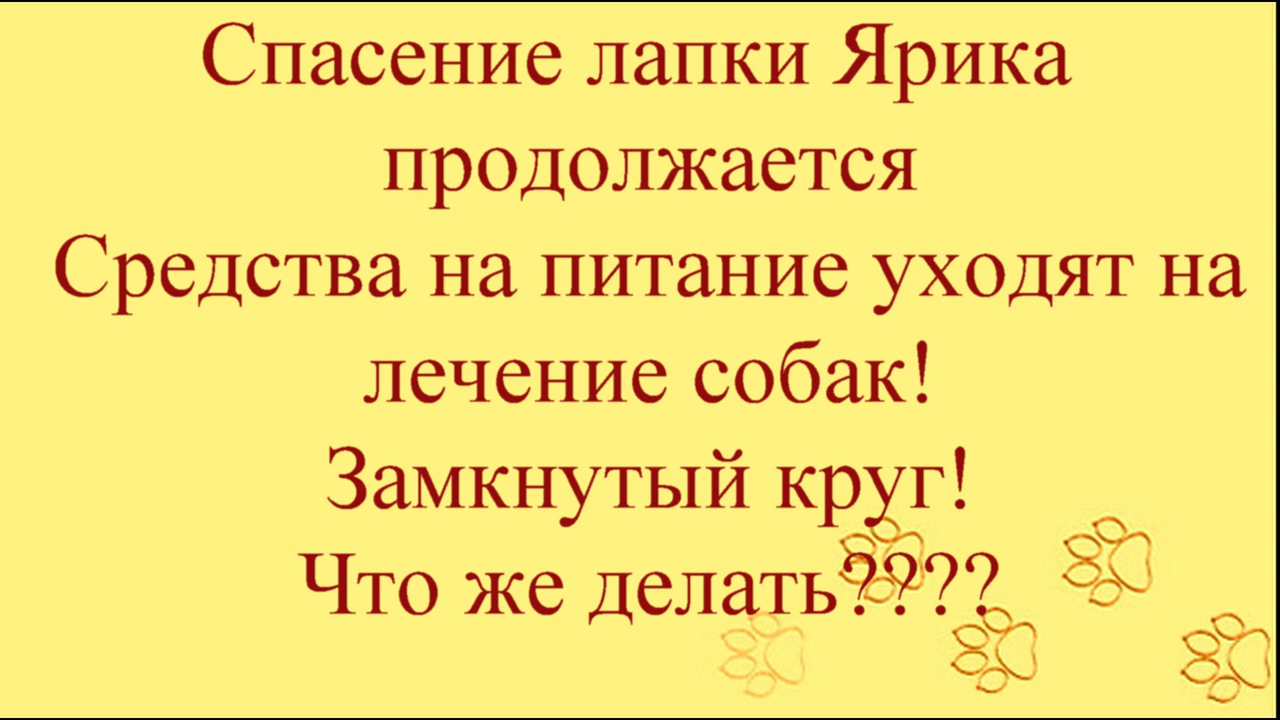 Спасение лапки Ярика
продолжается
Средства на питание уходят на
лечение собак!
Замкнутый круг!
Что же делать????